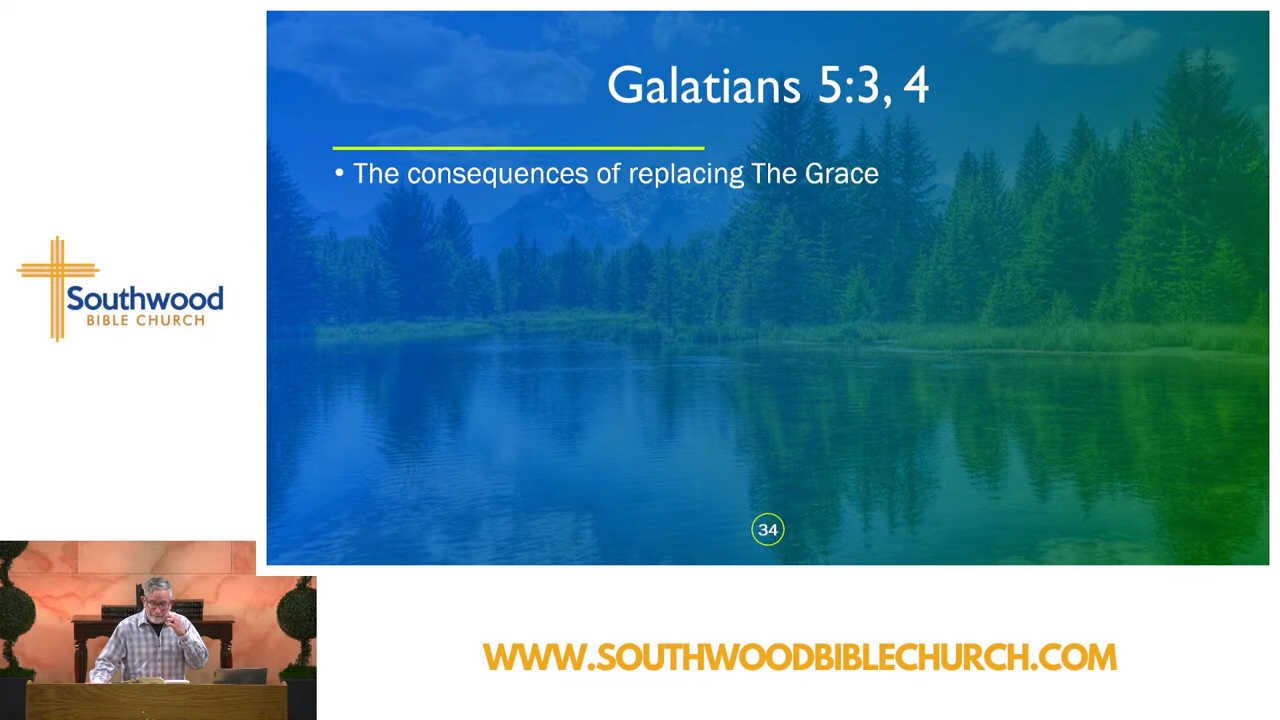 Galatians 5:3, 4
• The consequences of replacing The Grace
Southwood
BIBLE CHURCH
34
WWW.SOUTHWOODBIBLECHURCH.COM